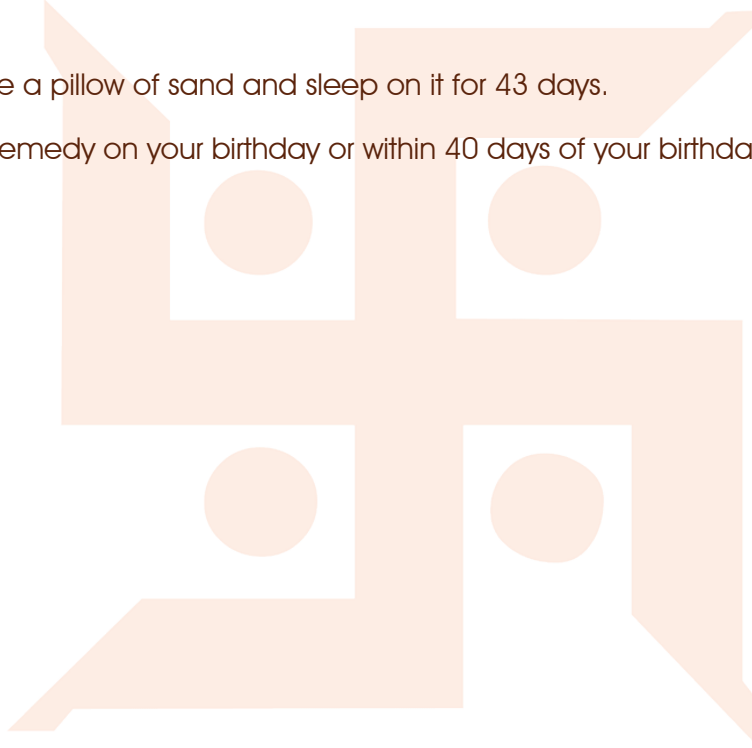 e a pillow of sand and sleep on it for 43 days.
emedy on your birthday or within 40 days of your birthda